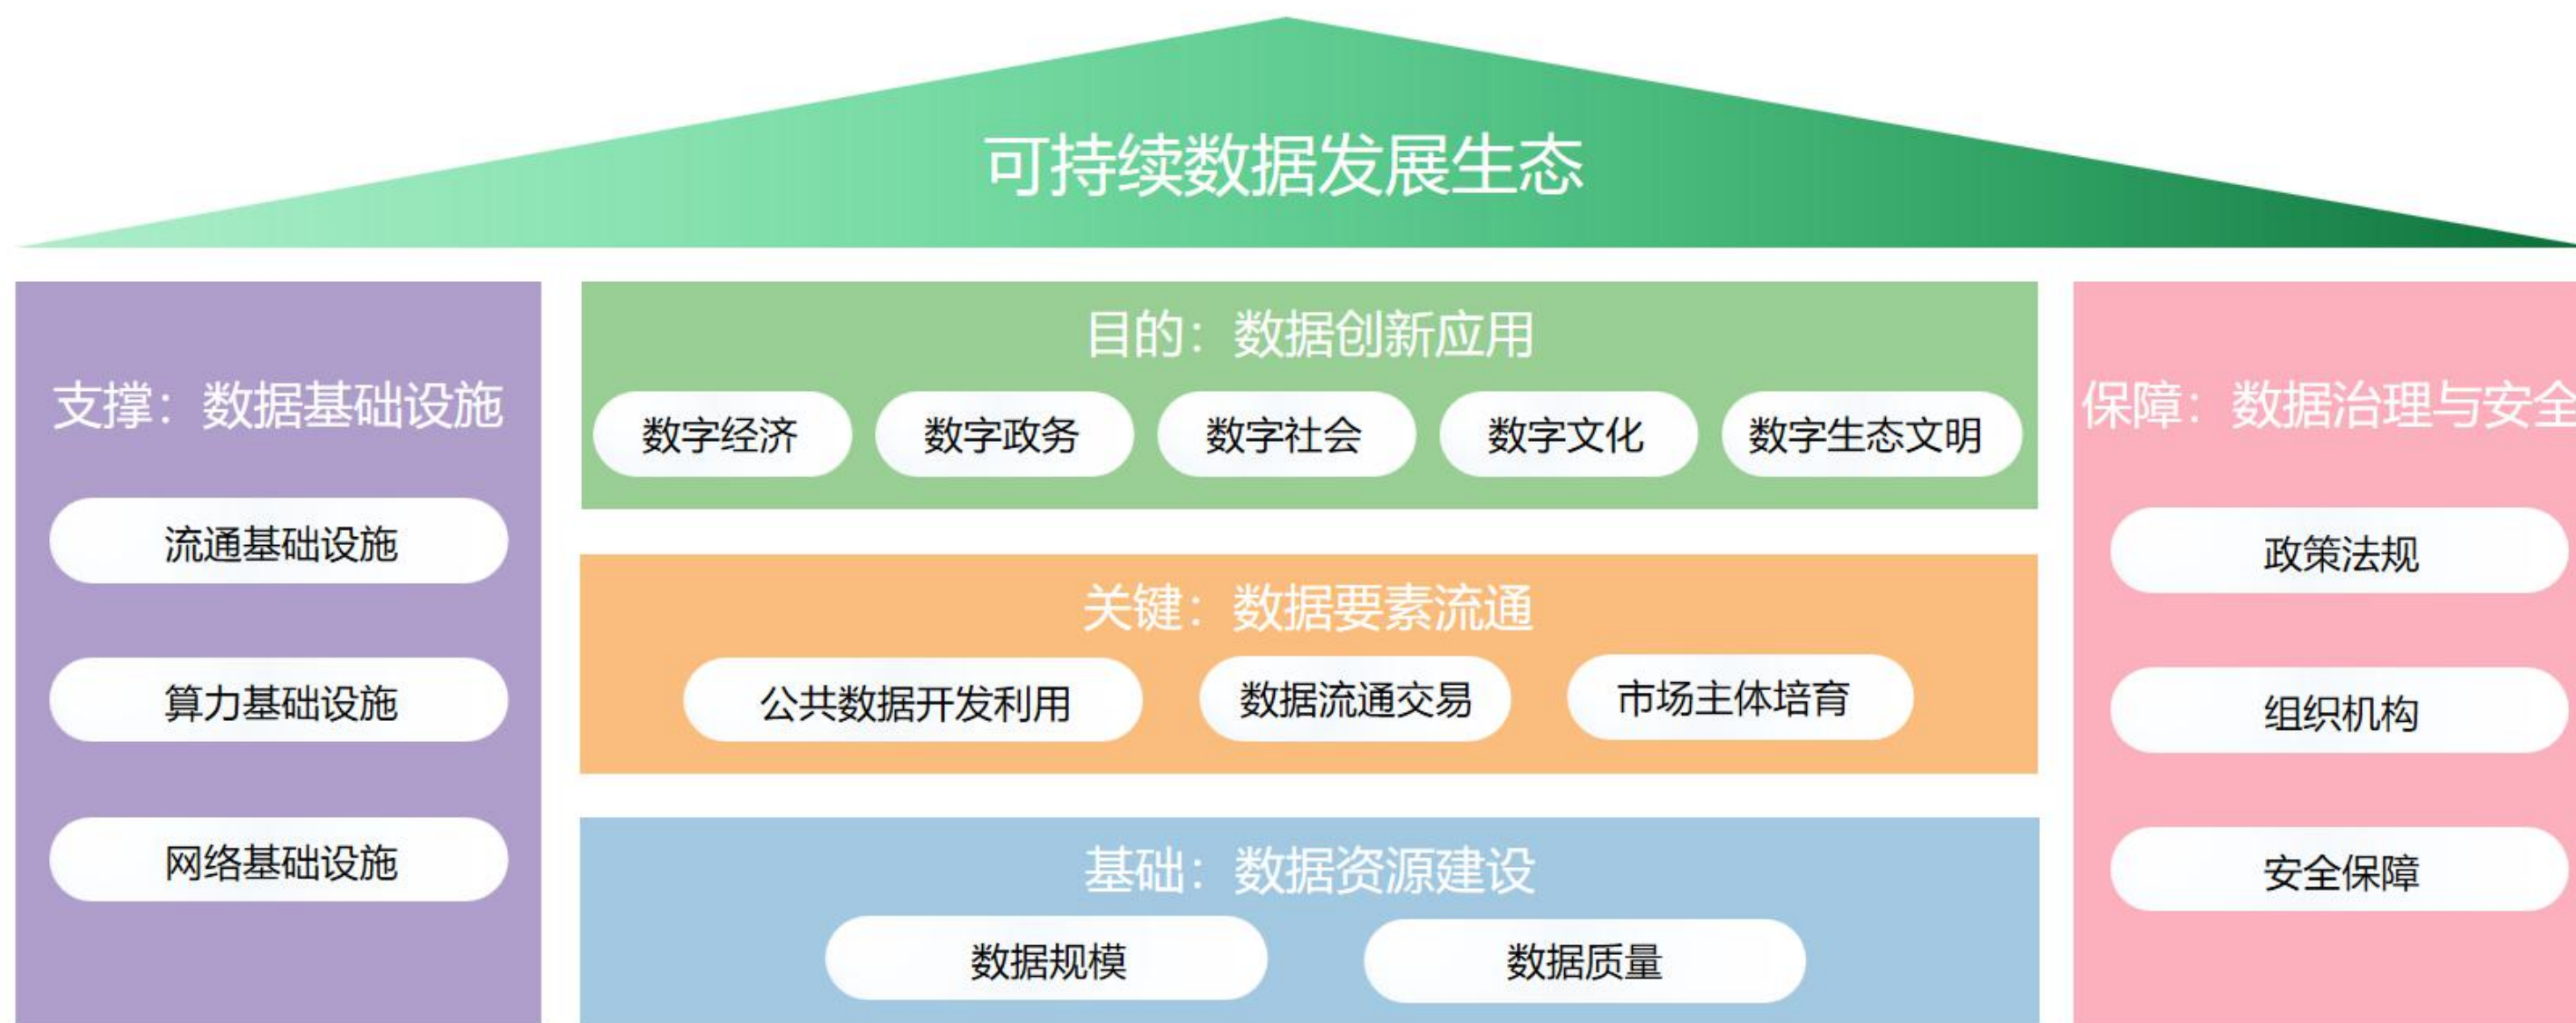 可持续数据发展生态
支撑：数据基础设施
流通基础设施
算力基础设施
网络基础设施
目的：数据创新应用
数字经济
数字政务
数字社会
数字文化
数字生态文明
关键：数据要素流通
公共数据开发利用
数据流通交易
市场主体培育
基础：数据资源建设
数据规模
数据质量
保障：数据治理与安全
政策法规
组织机构
安全保障